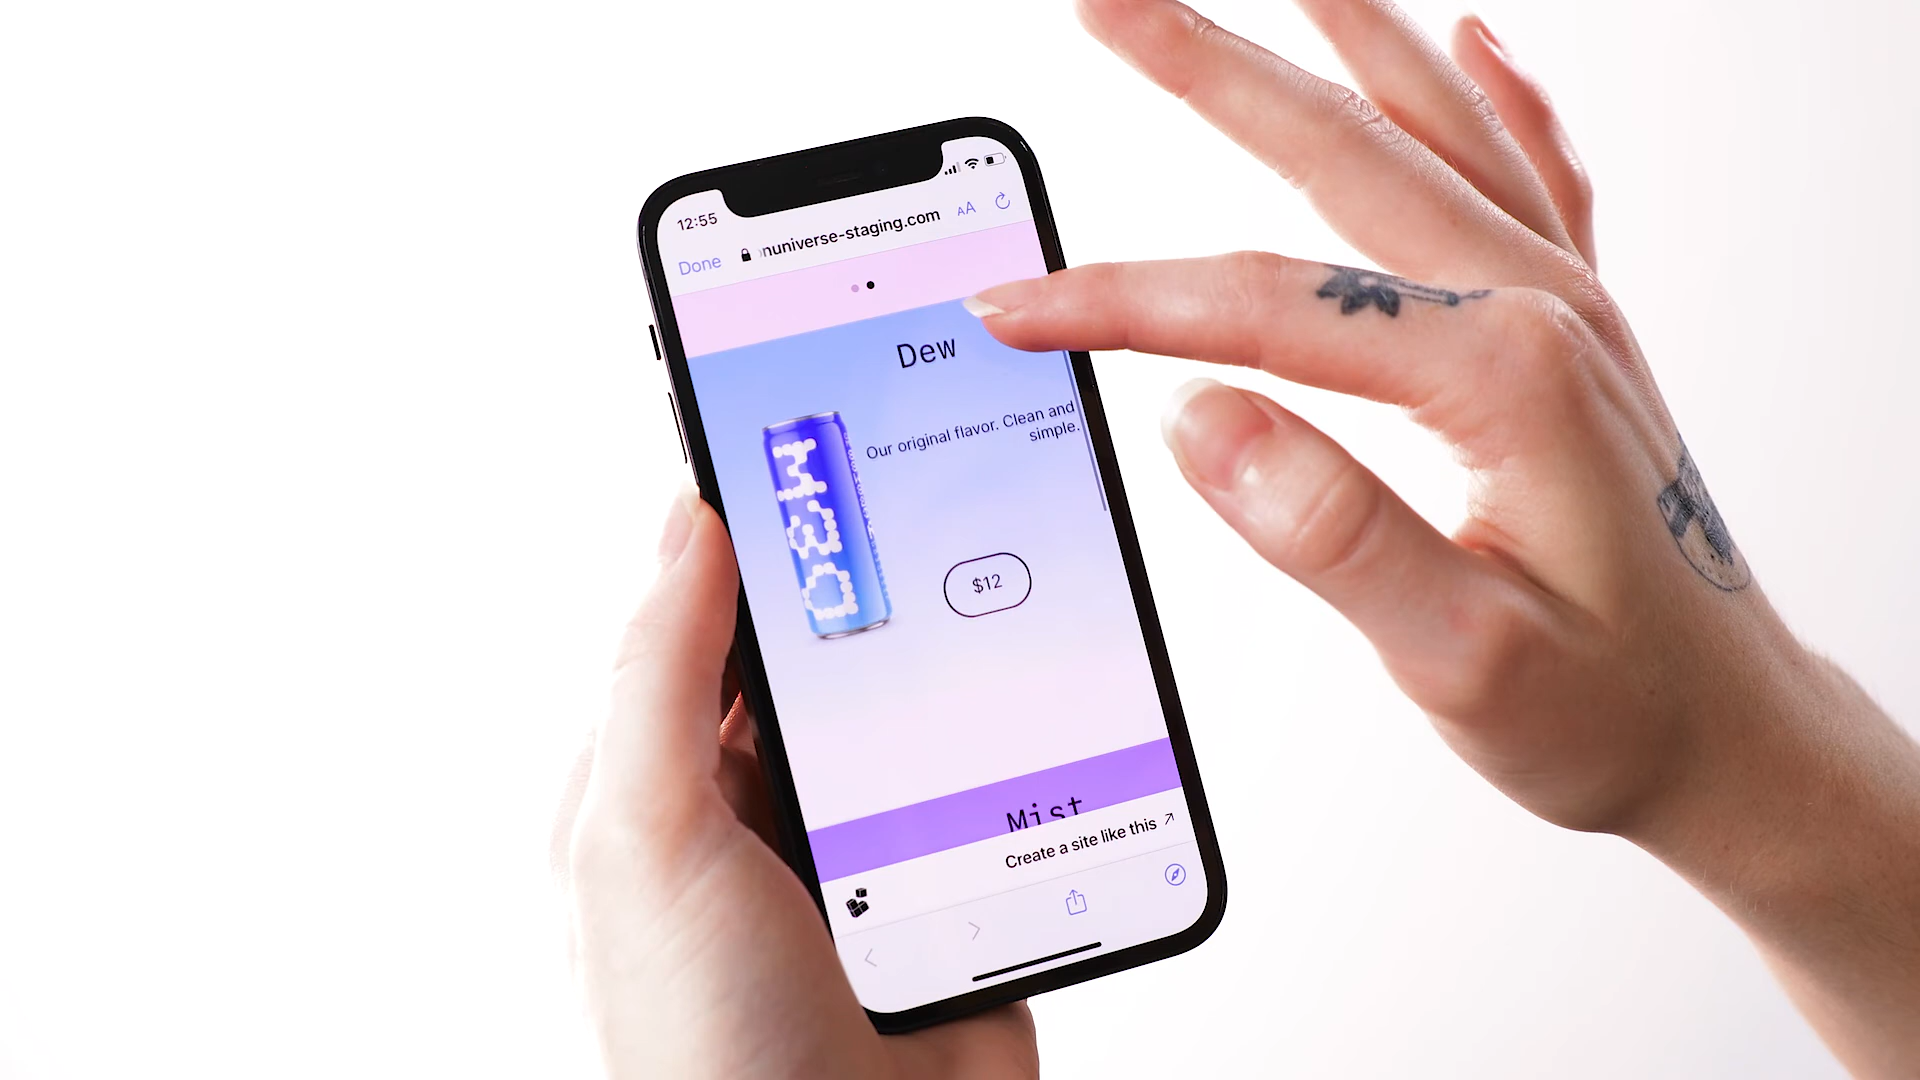 12:55
Done
nuniverse-staging.com
AA
Dew
Our original flavor. Clean and
simple.
DEW
$12
Mist
Create a site like this ↗